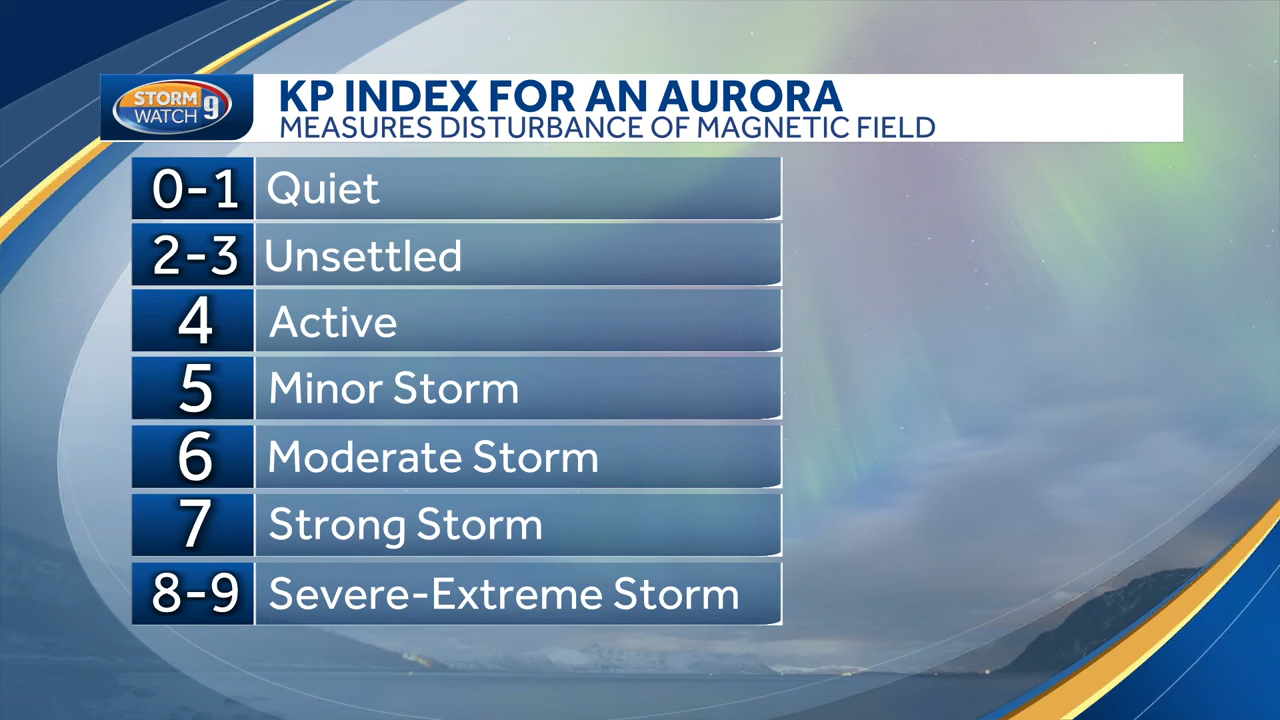 STORM
WATCH 9
KP INDEX FOR AN AURORA
MEASURES DISTURBANCE OF MAGNETIC FIELD
0-1 Quiet
2-3 Unsettled
4 Active
5 Minor Storm
6 Moderate Storm
7 Strong Storm
8-9 Severe-Extreme Storm